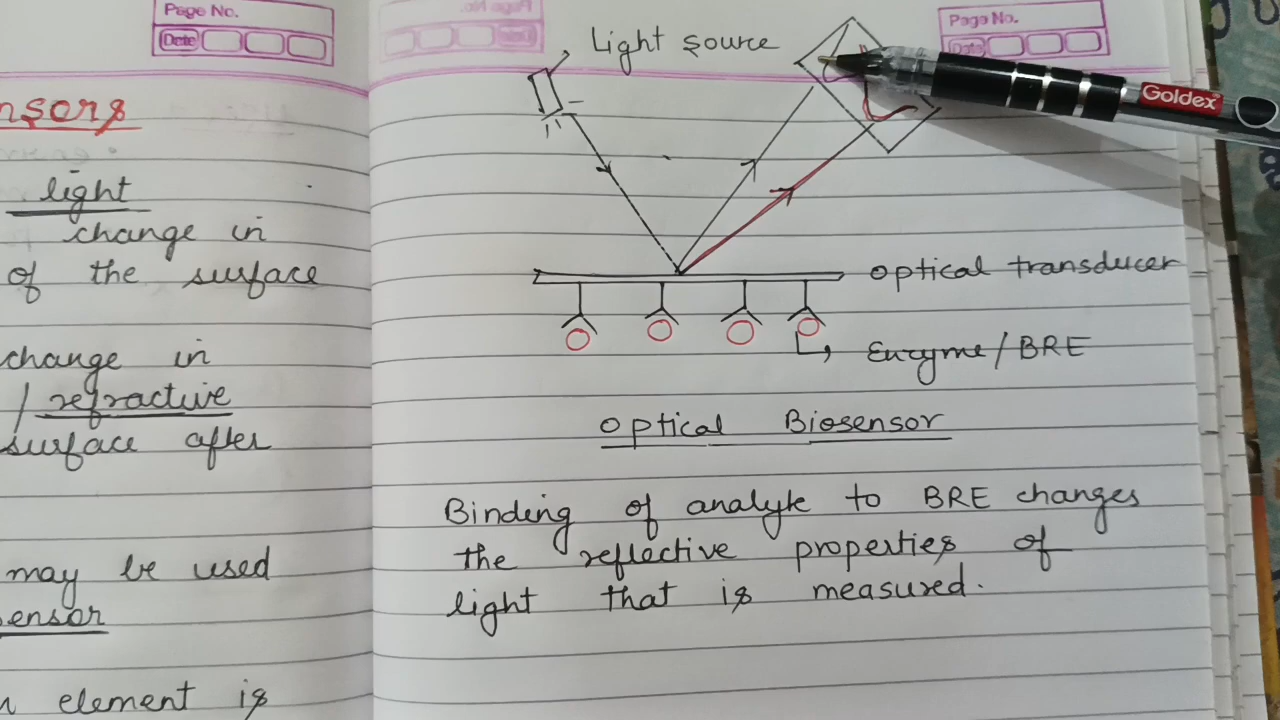 Page No.
Date
Page No.
Date
Goldex
nsors
light
change in
of the surface
change in
/ refractive
surface after
may be used
ensor
element is
Light source
optical transducer
Enzyme/BRE
Optical Biosensor
Binding of analyte to BRE changes
the reflective properties of
light that is measured.